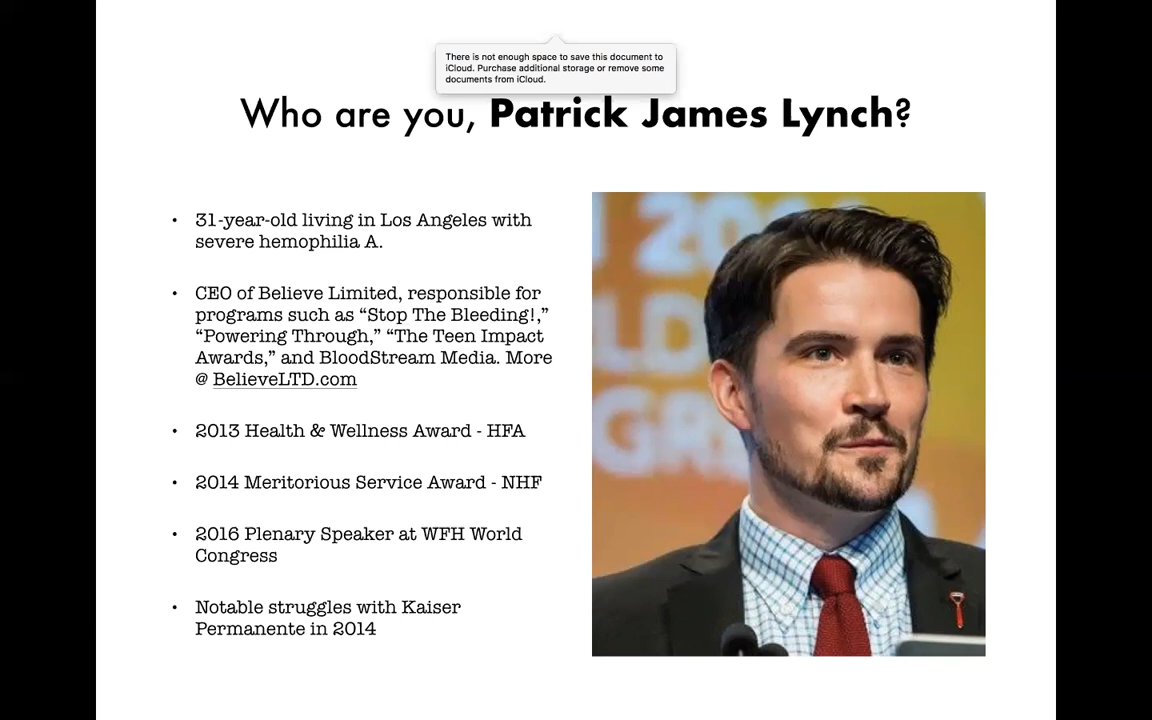 There is not enough space to save this document to
iCloud. Purchase additional storage or remove some
documents from iCloud.
Who are you, Patrick James Lynch?
• 31-year-old living in Los Angeles with
severe hemophilia A.
• CEO of Believe Limited, responsible for
programs such as “Stop The Bleeding!,”
“Powering Through,” “The Teen Impact
Awards,” and BloodStream Media. More
@ BelieveLTD.com
• 2013 Health & Wellness Award - HFA
• 2014 Meritorious Service Award - NHF
• 2016 Plenary Speaker at WFH World
Congress
• Notable struggles with Kaiser
Permanente in 2014